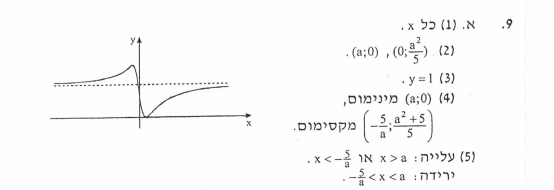 9. א. (1) כל x .
(2) (0; a²/5) , (a;0) .
(3) y = 1 .
(4) (a;0) מינימום,
(-5/a; (a²+5)/5) מקסימום.
(5) עלייה: x > a או x < -5/a .
ירידה: -5/a < x < a .
y
x